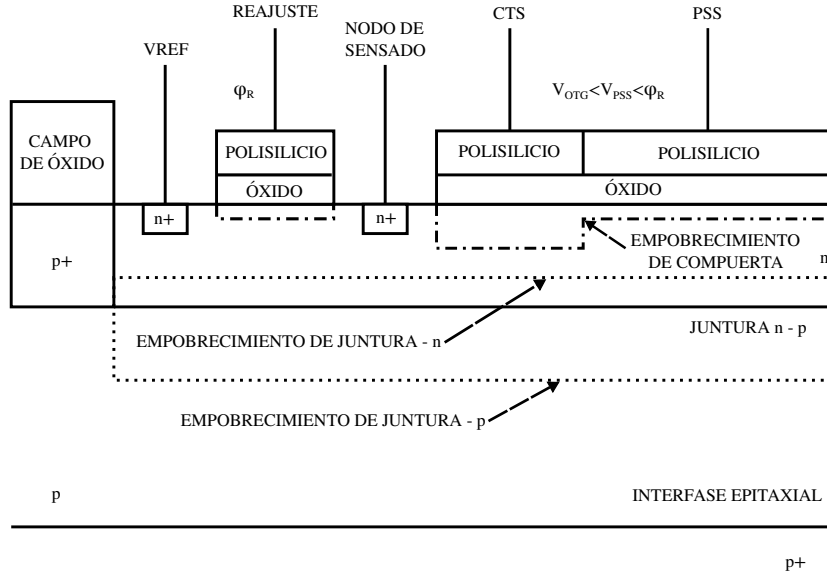 REAJUSTE
CTS
PSS
VREF
NODO DE
SENSADO
φR
VOTG<VPSS<φR
CAMPO
DE ÓXIDO
POLISILICIO
POLISILICIO
POLISILICIO
ÓXIDO
ÓXIDO
n+
n+
p+
EMPOBRECIMIENTO
DE COMPUERTA
n
EMPOBRECIMIENTO DE JUNTURA - n
JUNTURA n - p
EMPOBRECIMIENTO DE JUNTURA - p
p
INTERFASE EPITAXIAL
p+